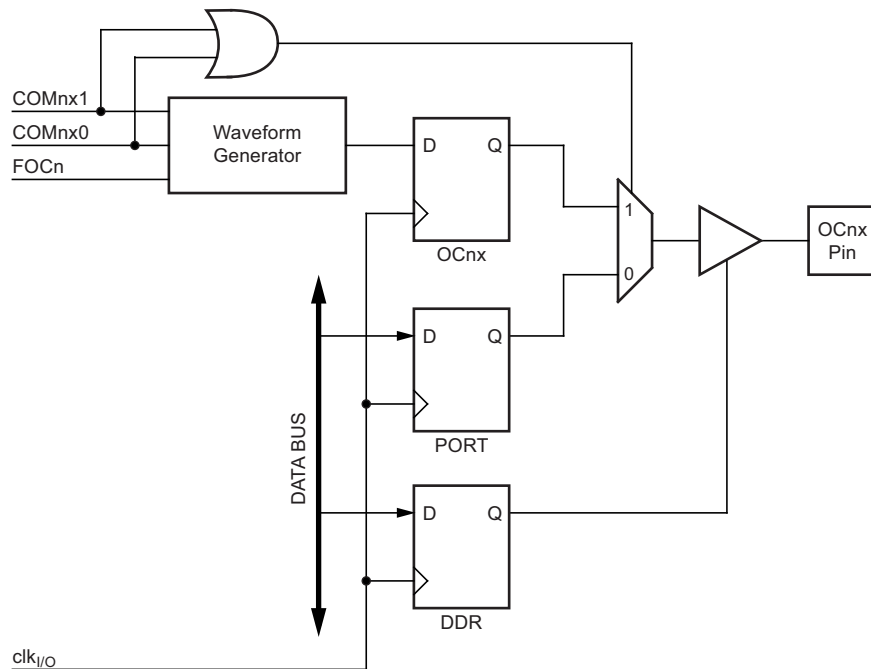 COMnx1
COMnx0
FOCn
Waveform
Generator
D
Q
OCnx
1
0
OCnx
Pin
D
Q
PORT
DATA BUS
D
Q
DDR
clkI/O